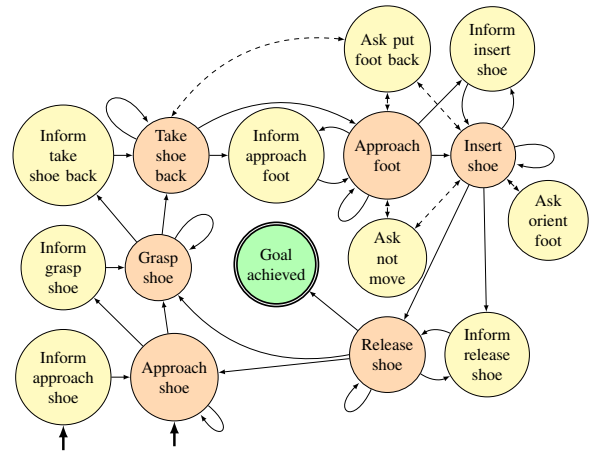 Ask put
foot back
Inform
insert
shoe
Inform
take
shoe back
Take
shoe
back
Inform
approach
foot
Approach
foot
Insert
shoe
Ask
orient
foot
Inform
grasp
shoe
Grasp
shoe
Goal
achieved
Ask
not
move
Inform
approach
shoe
Approach
shoe
Release
shoe
Inform
release
shoe